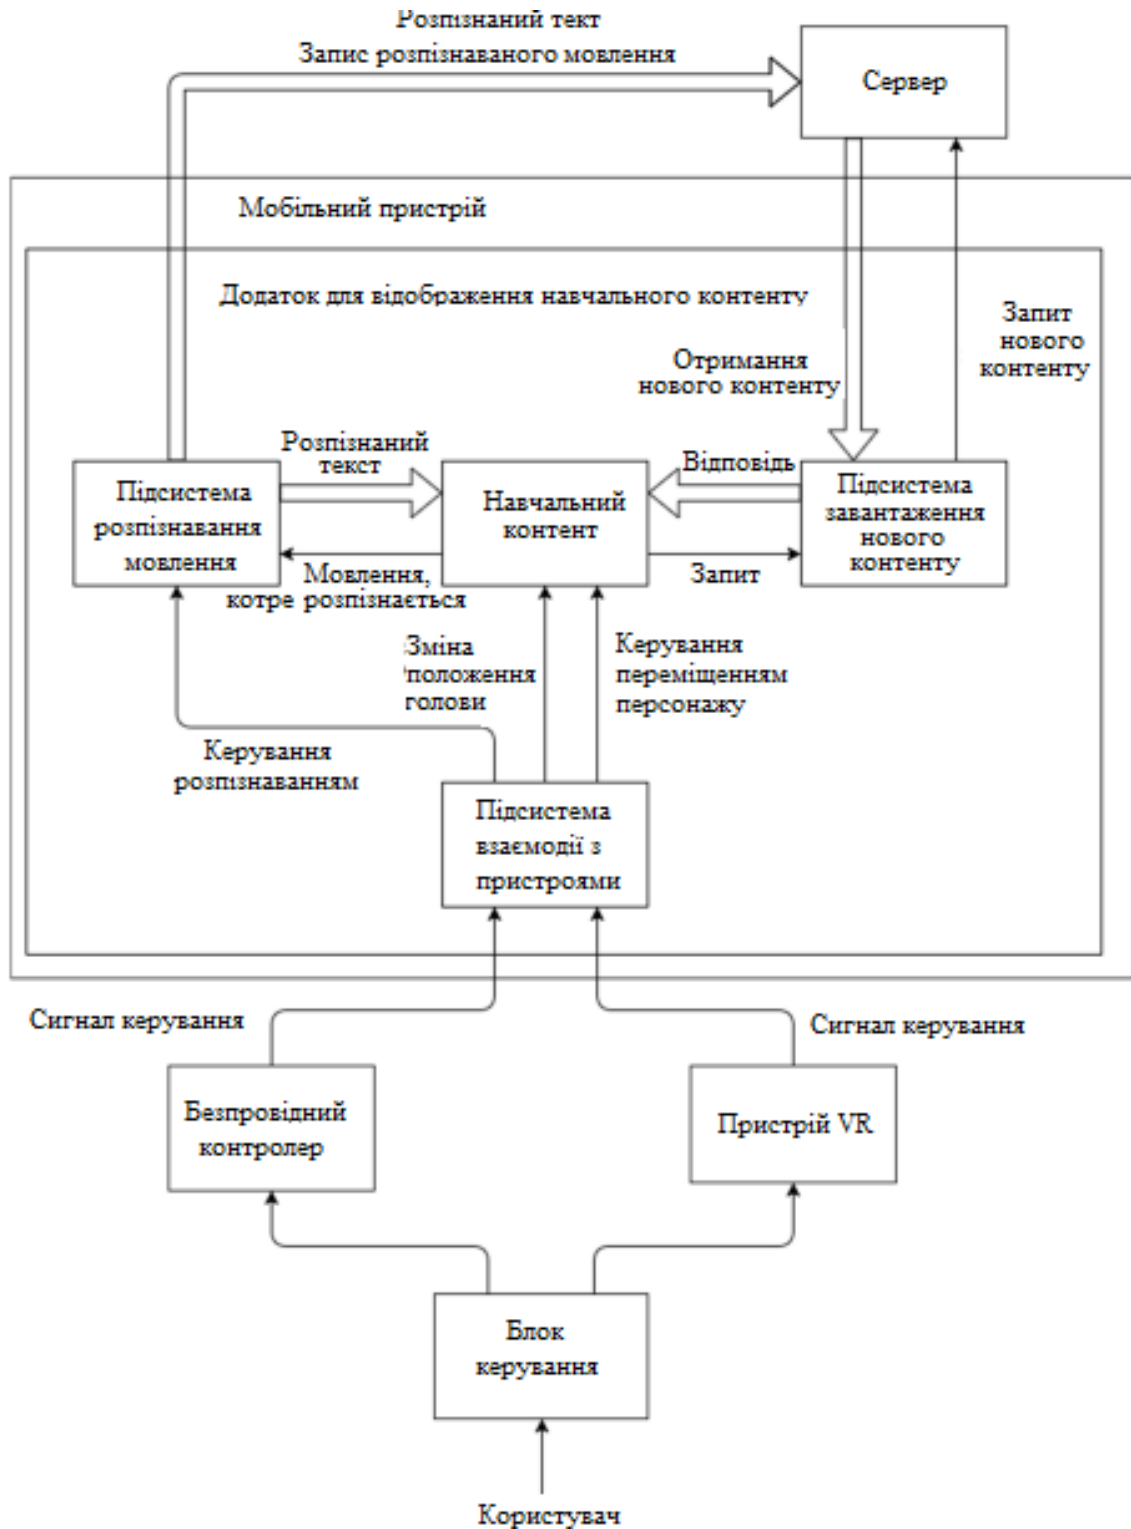 Розпізнаний тект
Запис розпізнаваного мовлення
Сервер
Мобільний пристрій
Додаток для відображення навчального контенту
Запит
нового
контенту
Отримання
нового контенту
Розпізнаний
текст
Відповідь
Підсистема
розпізнавання
мовлення
Навчальний
контент
Підсистема
завантаження
нового
контенту
Мовлення,
котре розпізнається
Запит
Зміна
положення
голови
Керування
переміщенням
персонажу
Керування
розпізнаванням
Підсистема
взаємодії з
пристроями
Сигнал керування
Сигнал керування
Безпровідний
контролер
Пристрій VR
Блок
керування
Користувач